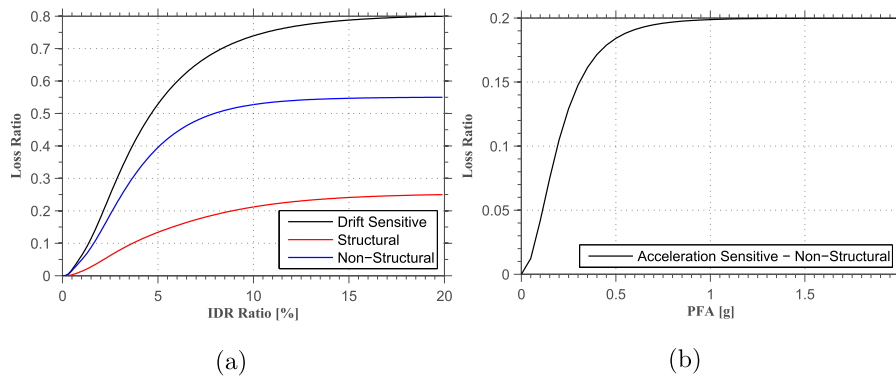 0.8
0.7
0.6
0.5
0.4
0.3
0.2
0.1
0
Loss Ratio
0 5 10 15 20
IDR Ratio [%]
Drift Sensitive
Structural
Non−Structural
(a)
0.2
0.15
0.1
0.05
0
Loss Ratio
0 0.5 1 1.5
PFA [g]
Acceleration Sensitive − Non−Structural
(b)